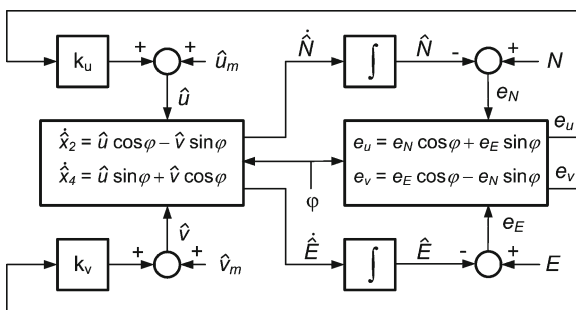 k_u
+
+
û_m
û
Ṅ̂
∫
N̂
-
+
N
e_N
ẋ̂_2 = û cosφ − v̂ sinφ
ẋ̂_4 = û sinφ + v̂ cosφ
φ
e_u = e_N cosφ + e_E sinφ
e_v = e_E cosφ − e_N sinφ
e_u
e_v
v̂
k_v
+
+
v̂_m
Ė̂
∫
Ê
-
+
E
e_E